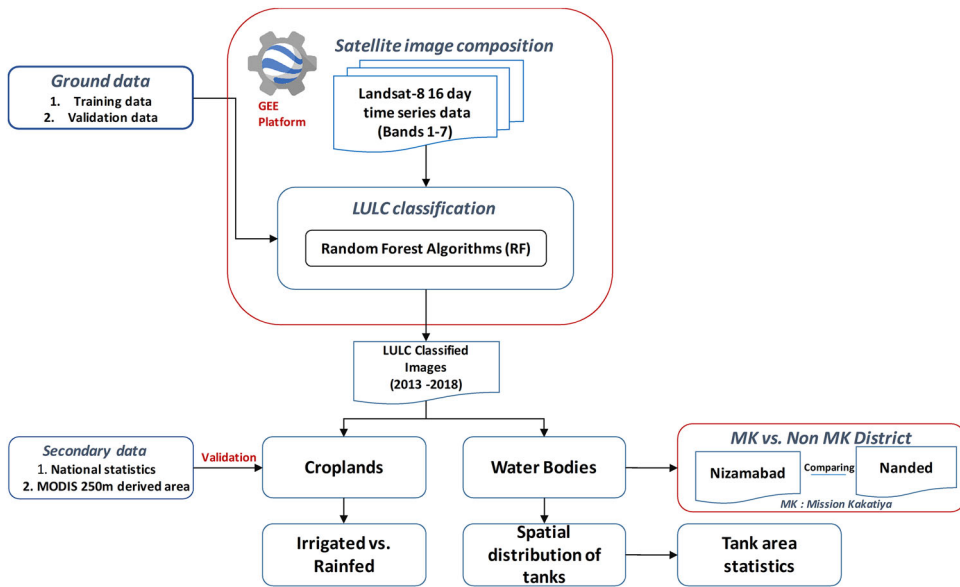 Satellite image composition
GEE
Platform
Landsat-8 16 day
time series data
(Bands 1-7)
Ground data
1. Training data
2. Validation data
LULC classification
Random Forest Algorithms (RF)
LULC Classified
Images
(2013 -2018)
Secondary data
1. National statistics
2. MODIS 250m derived area
Validation
Croplands
Water Bodies
MK vs. Non MK District
Nizamabad
Comparing
Nanded
MK : Mission Kakatiya
Irrigated vs.
Rainfed
Spatial
distribution of
tanks
Tank area
statistics